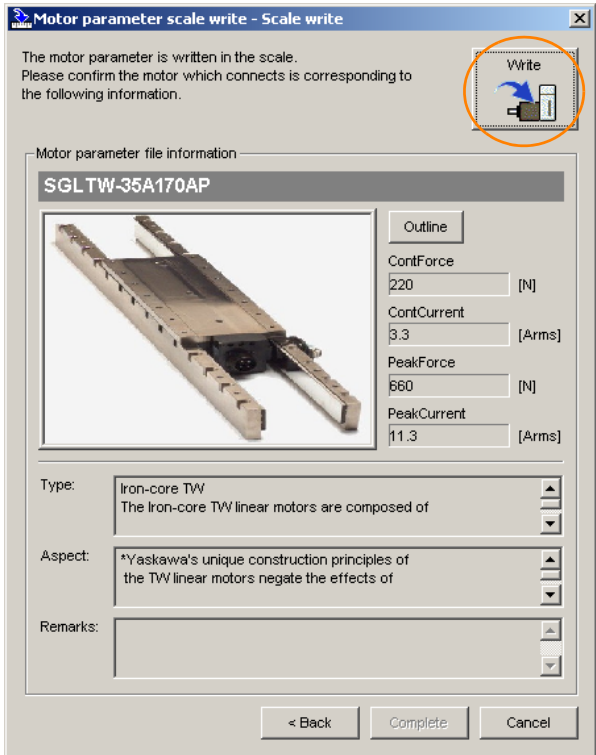 Motor parameter scale write - Scale write
The motor parameter is written in the scale.
Please confirm the motor which connects is corresponding to
the following information.
Write
Motor parameter file information
SGLTW-35A170AP
Outline
ContForce
220 [N]
ContCurrent
3.3 [Arms]
PeakForce
660 [N]
PeakCurrent
11.3 [Arms]
Type:
Iron-core TW
The Iron-core TW linear motors are composed of
Aspect:
*Yaskawa's unique construction principles of
the TW linear motors negate the effects of
Remarks:
< Back
Complete
Cancel